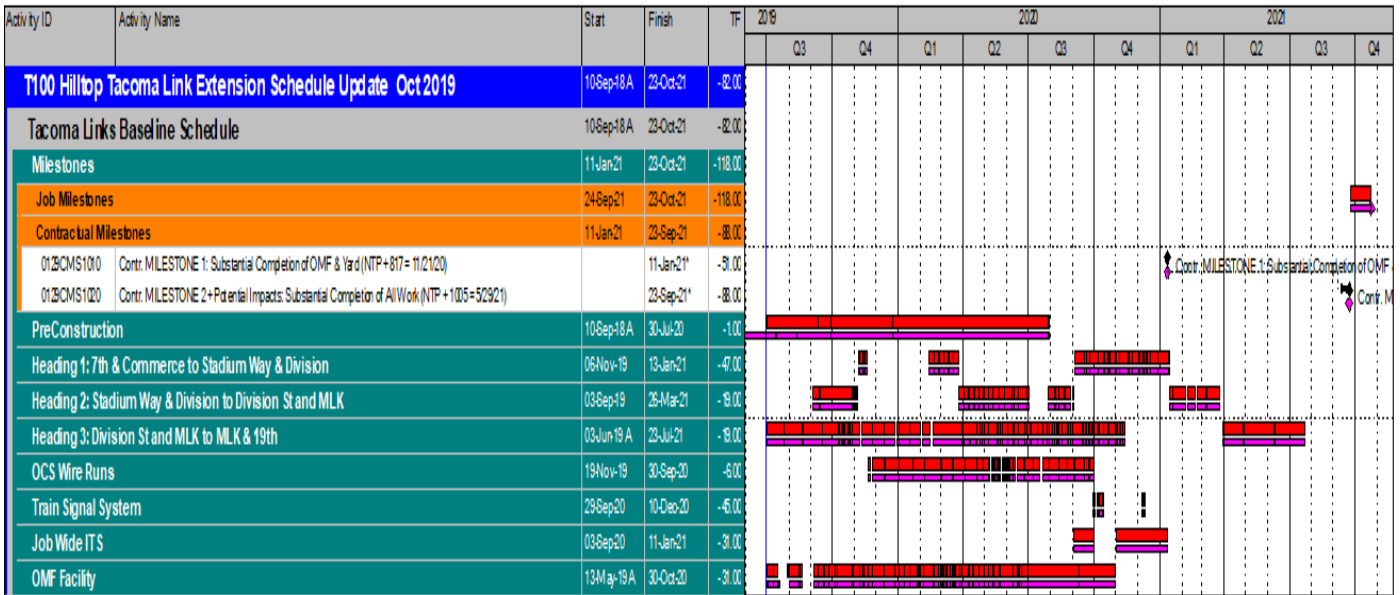 Activity ID Activity Name Start Finish TF 2019 2020 2021
Q3 Q4 Q1 Q2 Q3 Q4 Q1 Q2 Q3 Q4
T100 Hilltop Tacoma Link Extension Schedule Update Oct 2019 10-Sep-18 A 23-Oct-21 -82.00
Tacoma Links Baseline Schedule 10-Sep-18 A 23-Oct-21 -82.00
Milestones 11-Jan-21 23-Oct-21 -118.00
Job Milestones 24-Sep-21 23-Oct-21 -118.00
Contractual Milestones 11-Jan-21 23-Sep-21 -88.00
0129CMS1010 Contr. MILESTONE 1: Substantial Completion of OMF & Yard (NTP + 817 = 11/21/20) 11-Jan-21* -51.00 Contr. MILESTONE 1: Substantial Completion of OMF
0129CMS1020 Contr. MILESTONE 2 + Potential Impacts: Substantial Completion of All Work (NTP + 1005 = 5/29/21) 23-Sep-21* -88.00 Contr. M
PreConstruction 10-Sep-18 A 30-Jul-20 -1.00
Heading 1: 7th & Commerce to Stadium Way & Division 06-Nov-19 13-Jan-21 -47.00
Heading 2: Stadium Way & Division to Division St and MLK 03-Sep-19 26-Mar-21 -19.00
Heading 3: Division St and MLK to MLK & 19th 03-Jun-19 A 23-Jul-21 -19.00
OCS Wire Runs 19-Nov-19 30-Sep-20 -6.00
Train Signal System 29-Sep-20 10-Dec-20 -45.00
Job Wide ITS 03-Sep-20 11-Jan-21 -31.00
OMF Facility 13-May-19 A 30-Oct-20 -31.00